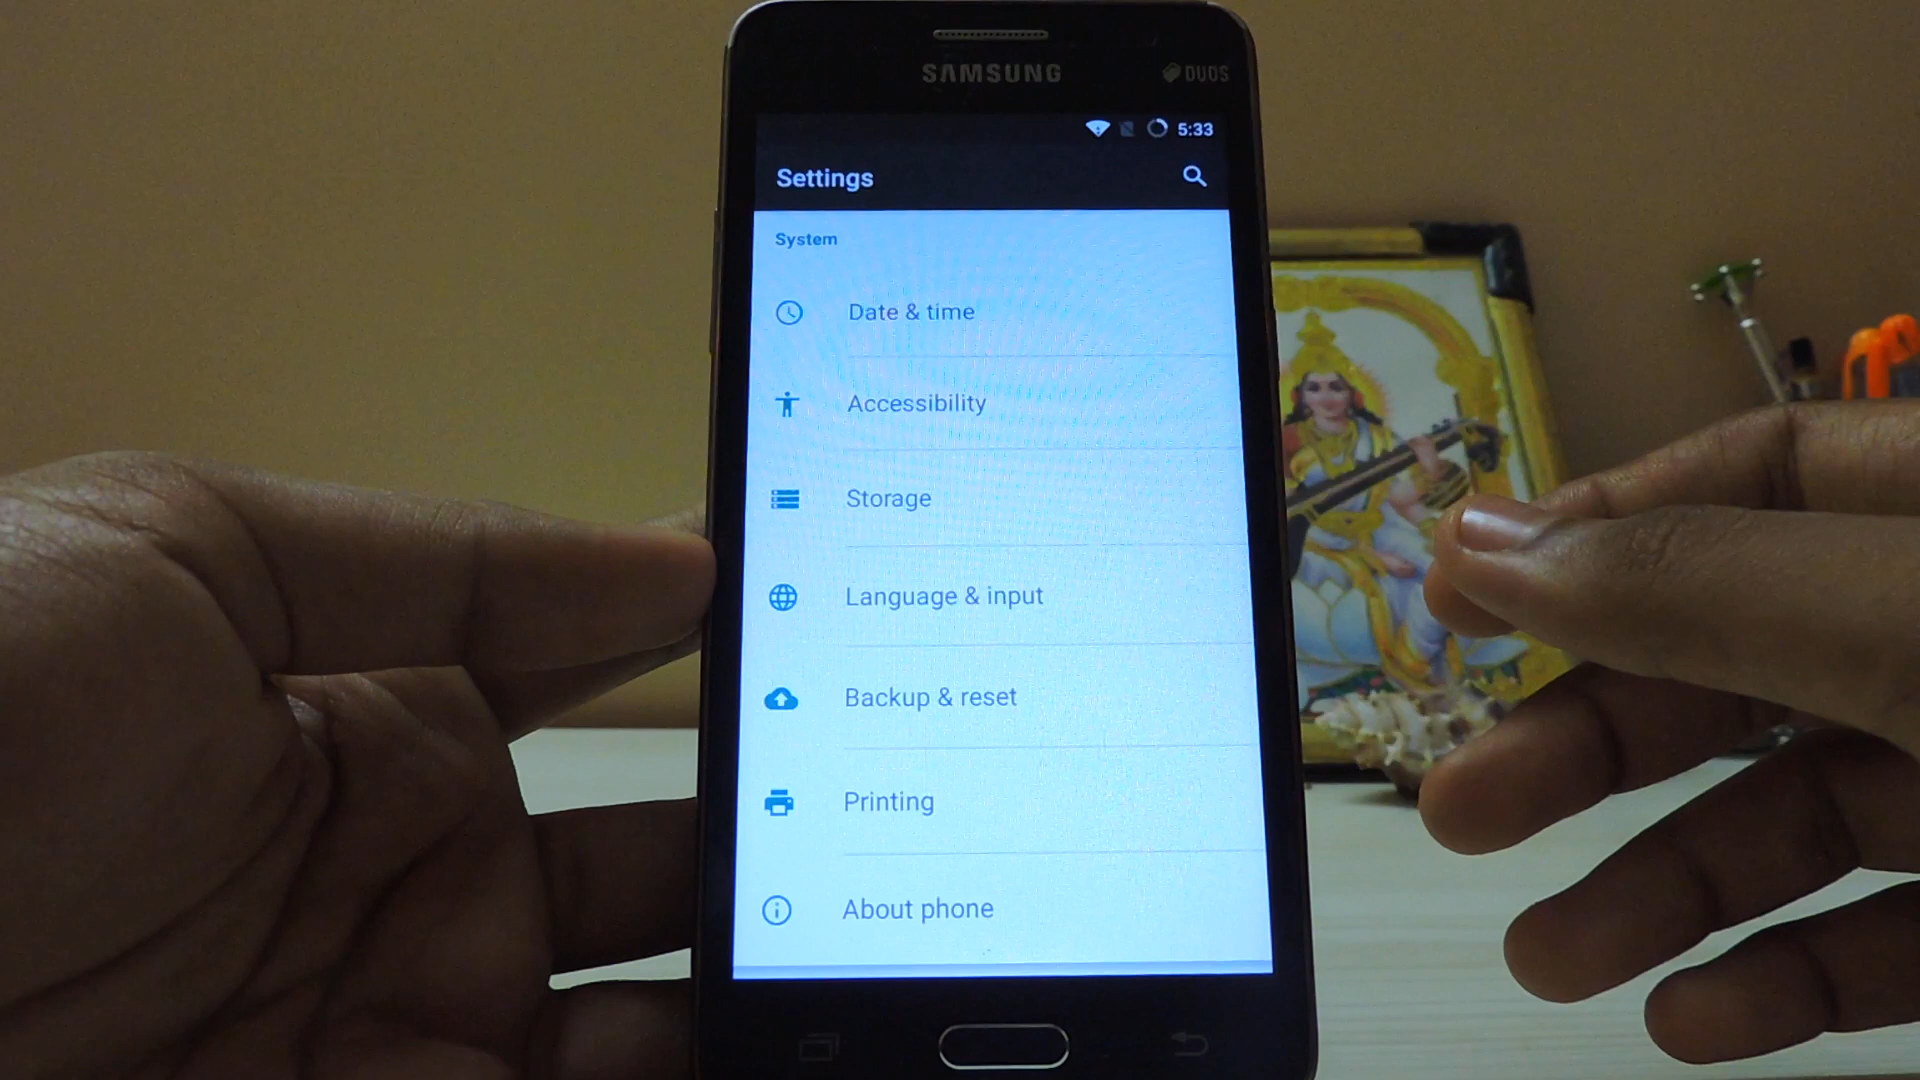 SAMSUNG
DUOS
5:33
Settings
System
Date & time
Accessibility
Storage
Language & input
Backup & reset
Printing
About phone